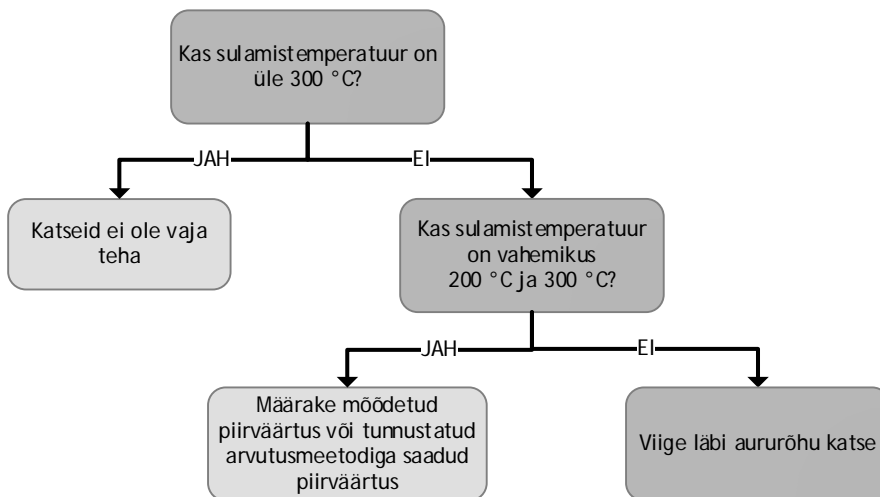 Kas sulamistemperatuur on
üle 300 °C?
JAH
EI
Katseid ei ole vaja
teha
Kas sulamistemperatuur
on vahemikus
200 °C ja 300 °C?
JAH
EI
Määrake mõõdetud
piirväärtus või tunnustatud
arvutusmeetodiga saadud
piirväärtus
Viige läbi aururõhu katse